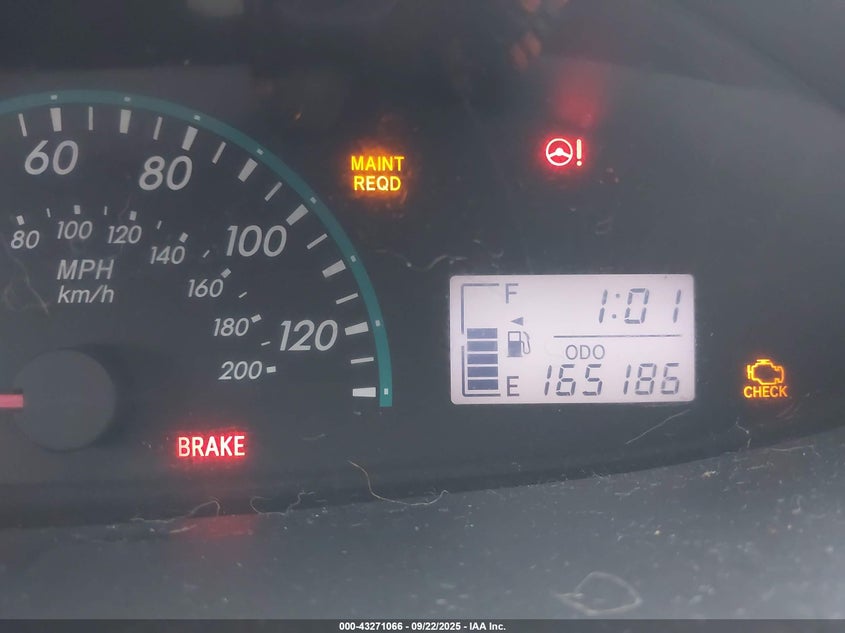 60
80
100
120
80
100
120
140
160
180
200
MPH
km/h
MAINT
REQD
!
F
1:01
ODO
E 165186
CHECK
BRAKE
000-43271066 - 09/22/2025 - IAA Inc.